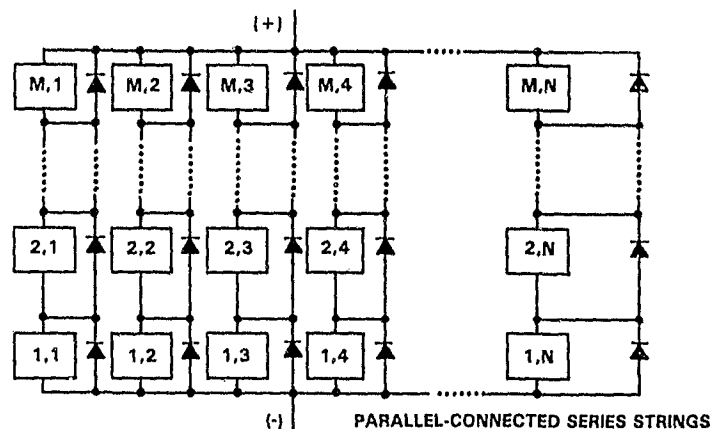 (+)
M,1 M,2 M,3 M,4 M,N
2,1 2,2 2,3 2,4 2,N
1,1 1,2 1,3 1,4 1,N
(-) PARALLEL-CONNECTED SERIES STRINGS